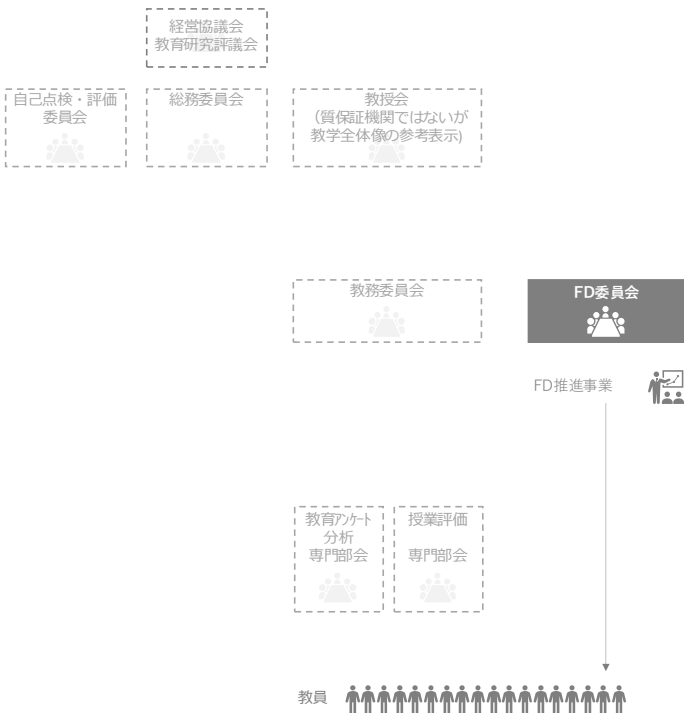 経営協議会
教育研究評議会
自己点検・評価
委員会
総務委員会
教授会
（質保証機関ではないが
教学全体像の参考表示)
教務委員会
FD委員会
FD推進事業
教育ｱﾝｹｰﾄ
分析
専門部会
授業評価
専門部会
教員